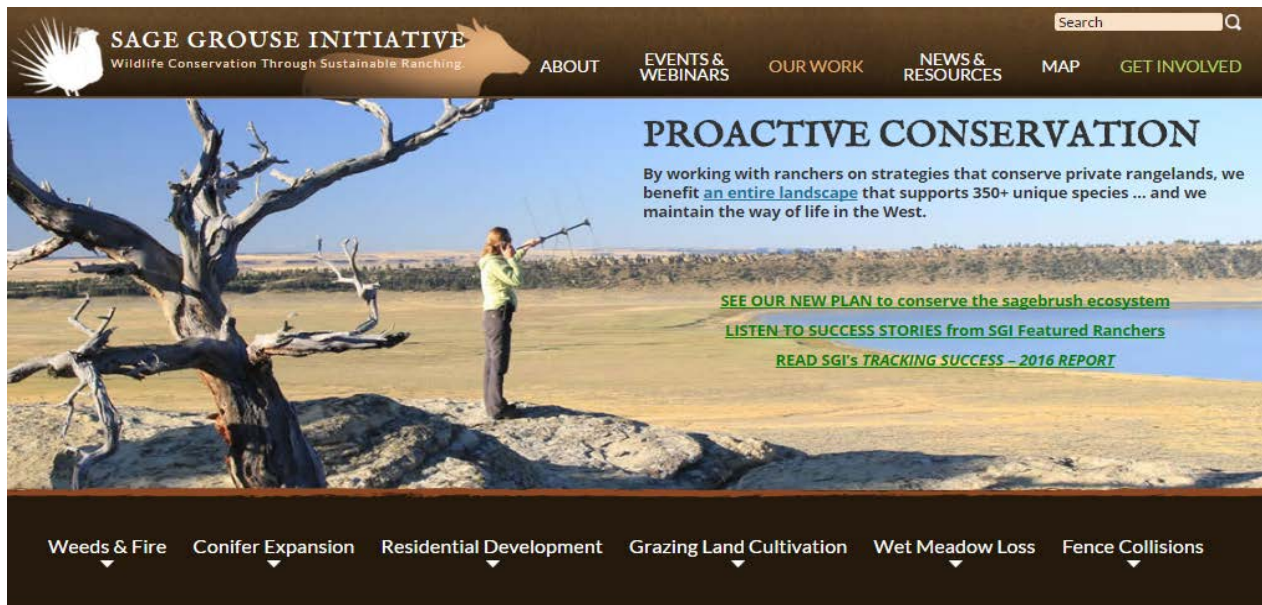 Search
SAGE GROUSE INITIATIVE
Wildlife Conservation Through Sustainable Ranching
ABOUT
EVENTS &
WEBINARS
OUR WORK
NEWS &
RESOURCES
MAP
GET INVOLVED
PROACTIVE CONSERVATION
By working with ranchers on strategies that conserve private rangelands, we
benefit an entire landscape that supports 350+ unique species ... and we
maintain the way of life in the West.
SEE OUR NEW PLAN to conserve the sagebrush ecosystem
LISTEN TO SUCCESS STORIES from SGI Featured Ranchers
READ SGI's TRACKING SUCCESS – 2016 REPORT
Weeds & Fire
Conifer Expansion
Residential Development
Grazing Land Cultivation
Wet Meadow Loss
Fence Collisions